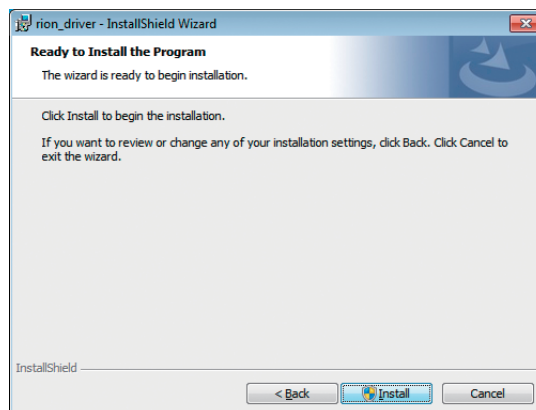 rion_driver - InstallShield Wizard
Ready to Install the Program
The wizard is ready to begin installation.
Click Install to begin the installation.
If you want to review or change any of your installation settings, click Back. Click Cancel to
exit the wizard.
InstallShield
< Back
Install
Cancel